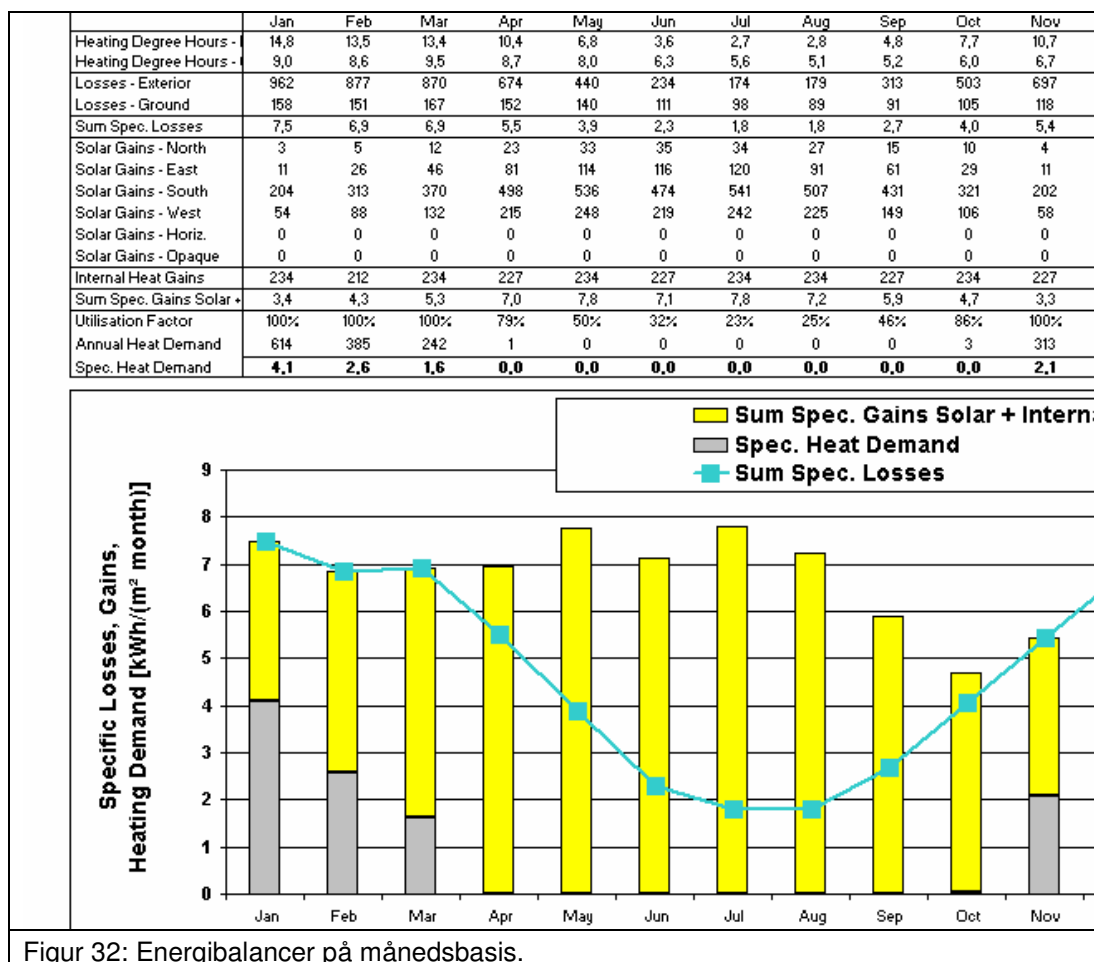 Jan Feb Mar Apr May Jun Jul Aug Sep Oct Nov
Heating Degree Hours - 14,8 13,5 13,4 10,4 6,8 3,6 2,7 2,8 4,8 7,7 10,7
Heating Degree Hours - 9,0 8,6 9,5 8,7 8,0 6,3 5,6 5,1 5,2 6,0 6,7
Losses - Exterior 962 877 870 674 440 234 174 179 313 503 697
Losses - Ground 158 151 167 152 140 111 98 89 91 105 118
Sum Spec. Losses 7,5 6,9 6,9 5,5 3,9 2,3 1,8 1,8 2,7 4,0 5,4
Solar Gains - North 3 5 12 23 33 35 34 27 15 10 4
Solar Gains - East 11 26 46 81 114 116 120 91 61 29 11
Solar Gains - South 204 313 370 498 536 474 541 507 431 321 202
Solar Gains - West 54 88 132 215 248 219 242 225 149 106 58
Solar Gains - Horiz. 0 0 0 0 0 0 0 0 0 0 0
Solar Gains - Opaque 0 0 0 0 0 0 0 0 0 0 0
Internal Heat Gains 234 212 234 227 234 227 234 234 227 234 227
Sum Spec. Gains Solar + 3,4 4,3 5,3 7,0 7,8 7,1 7,8 7,2 5,9 4,7 3,3
Utilisation Factor 100% 100% 100% 79% 50% 32% 23% 25% 46% 86% 100%
Annual Heat Demand 614 385 242 1 0 0 0 0 0 3 313
Spec. Heat Demand 4,1 2,6 1,6 0,0 0,0 0,0 0,0 0,0 0,0 0,0 2,1
Sum Spec. Gains Solar + Interna
Spec. Heat Demand
Sum Spec. Losses
Specific Losses, Gains,
Heating Demand [kWh/(m² month)]
9
8
7
6
5
4
3
2
1
0
Jan Feb Mar Apr May Jun Jul Aug Sep Oct Nov
Figur 32: Energibalancer på månedsbasis.